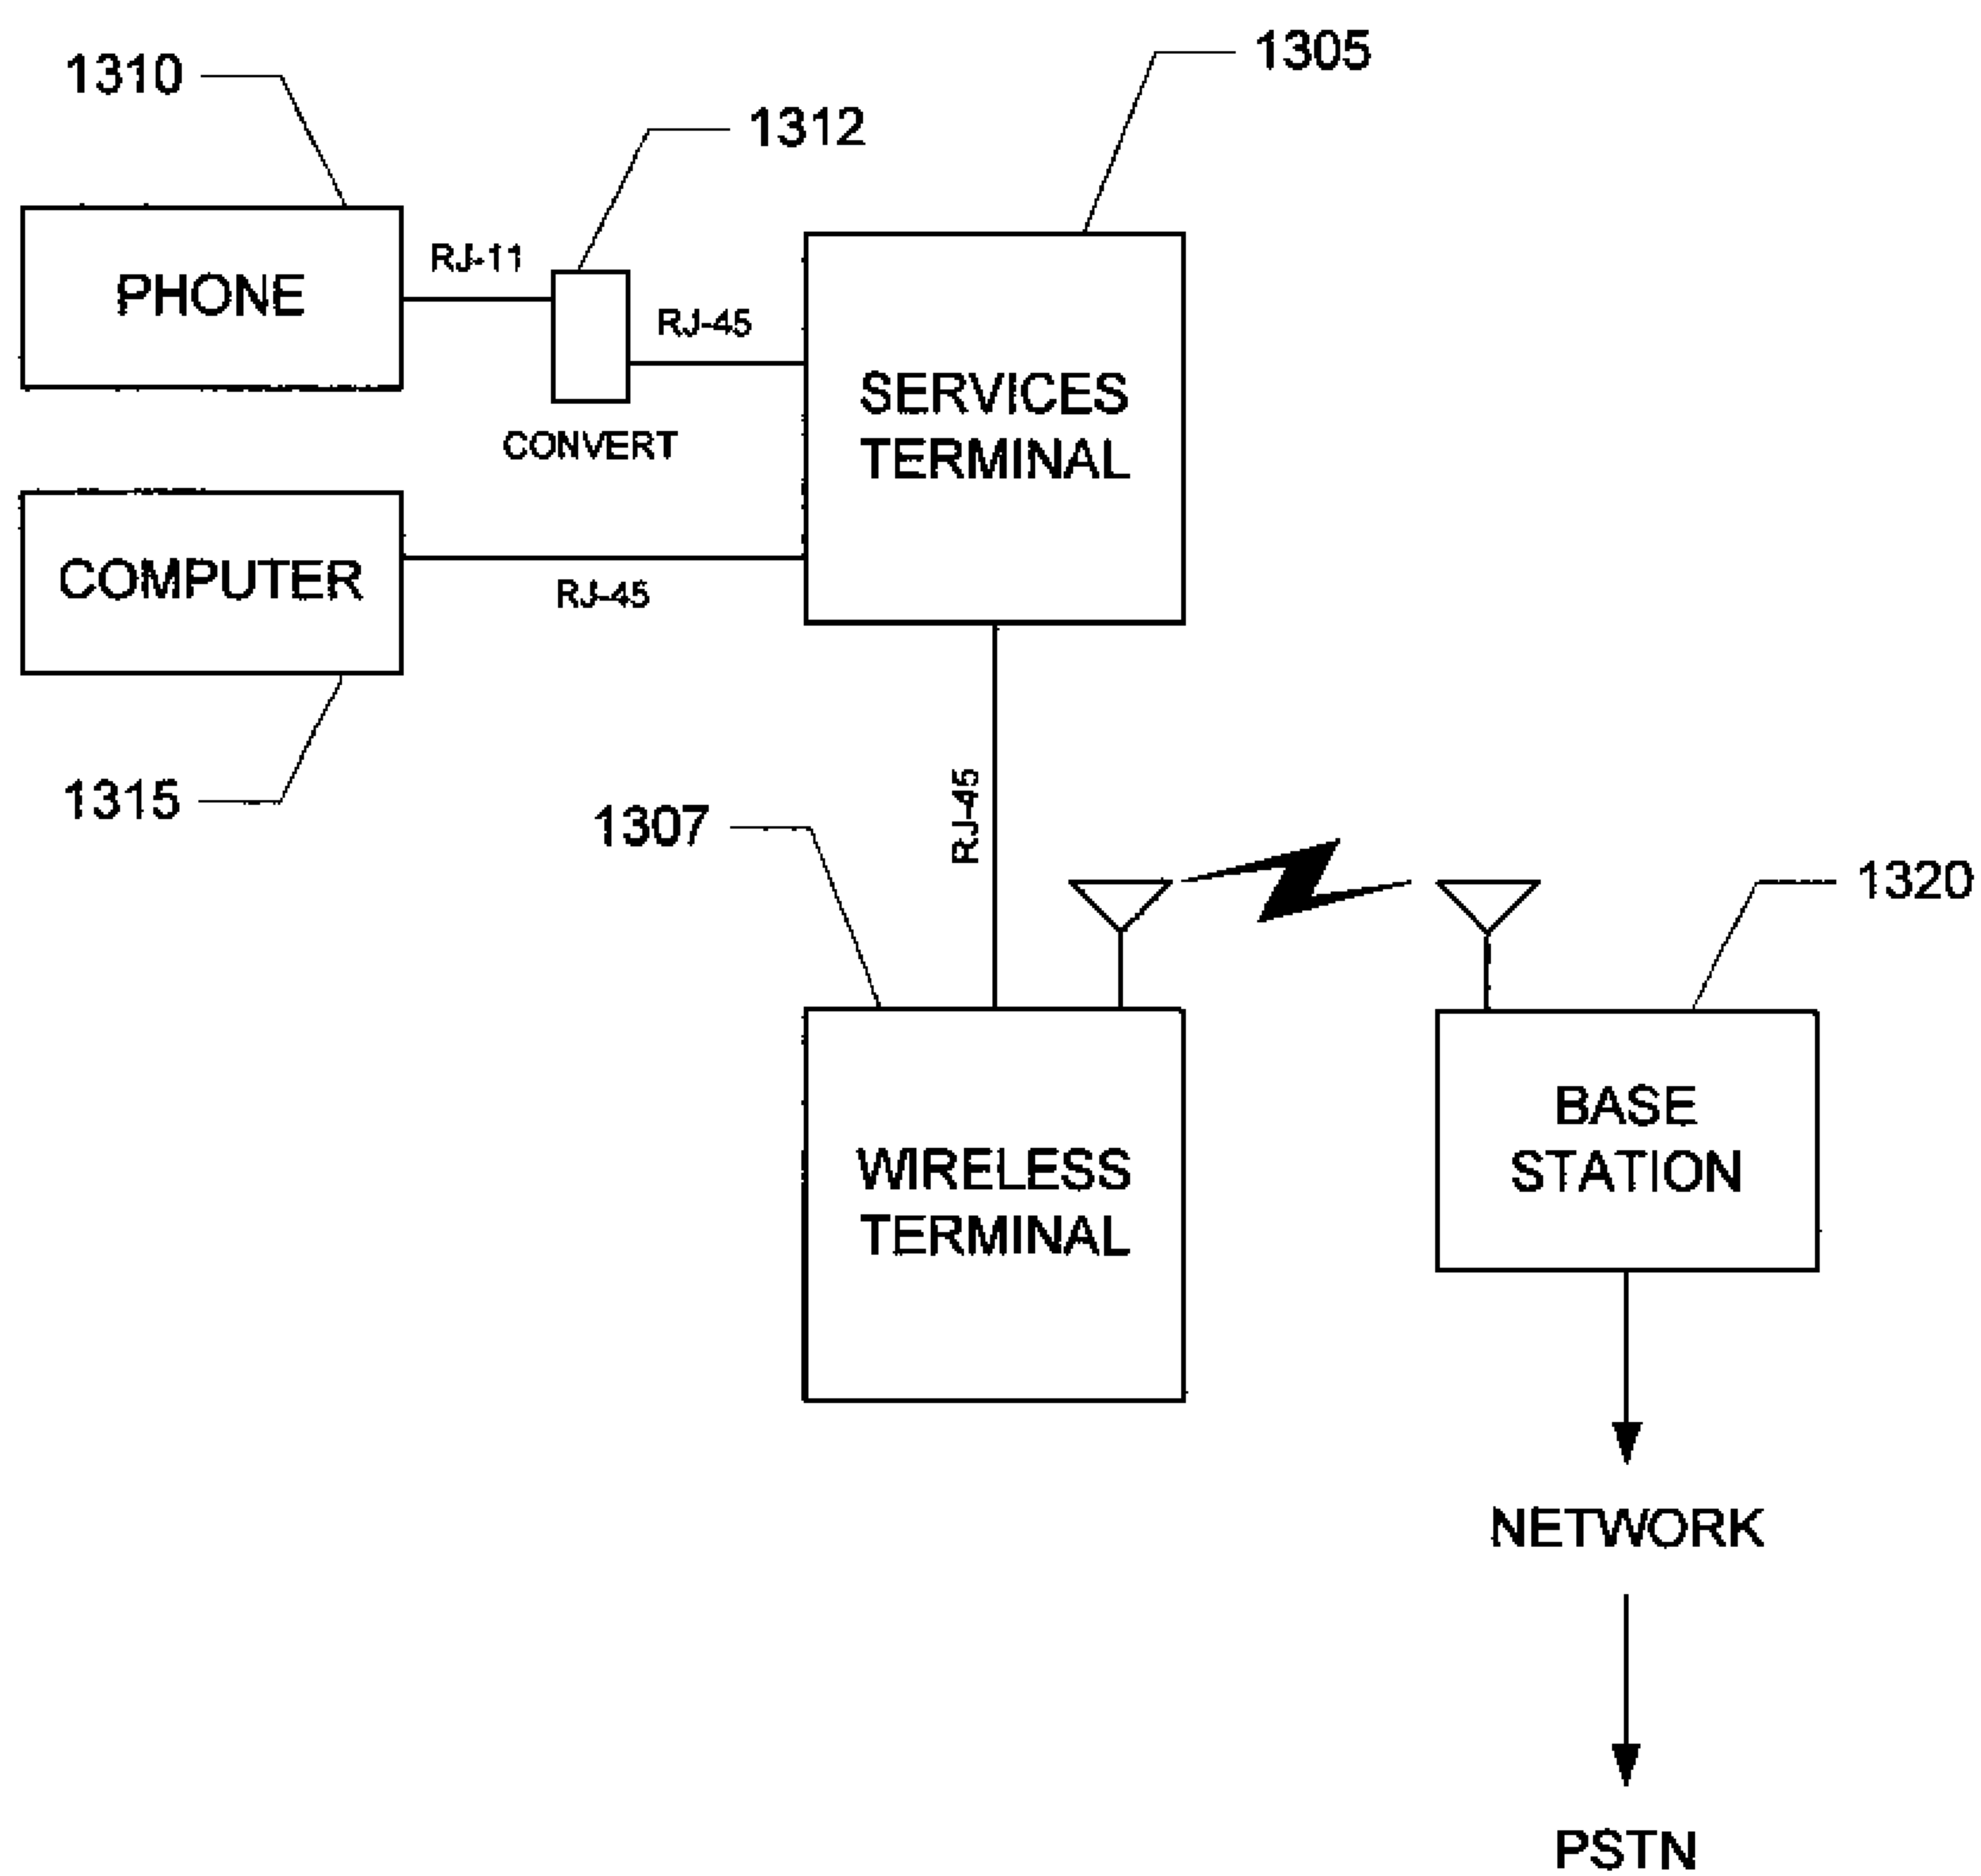 1305
1310
1312
RJ-11
PHONE
RJ-45
SERVICES
TERMINAL
CONVERT
COMPUTER
RJ-45
1315
1307
RJ-45
1320
BASE
STATION
WIRELESS
TERMINAL
NETWORK
PSTN